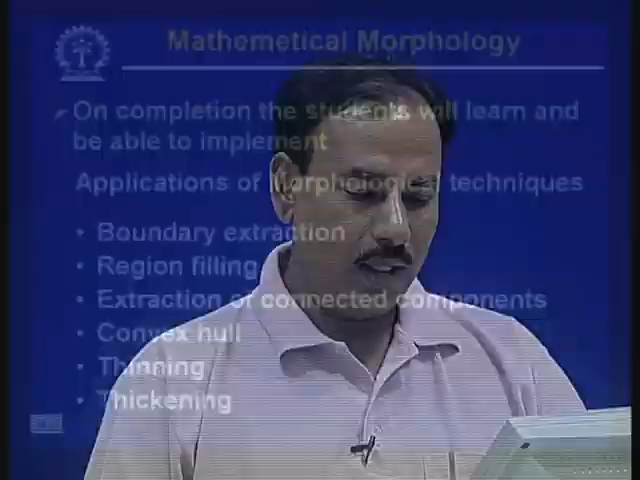 Mathemetical Morphology
On completion the students will learn and
be able to implement
Applications of Morphological techniques
• Boundary extraction
• Region filling
• Extraction of connected components
• Convex hull
• Thinning
• Thickening